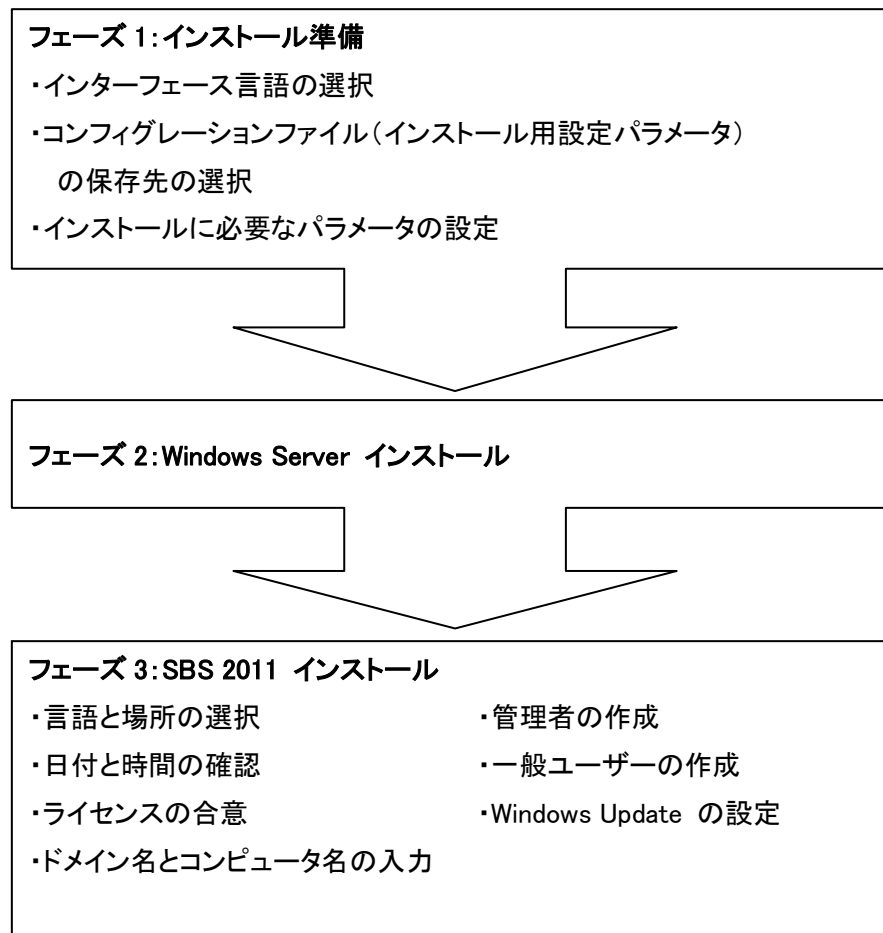 フェーズ 1:インストール準備
・インターフェース言語の選択
・コンフィグレーションファイル（インストール用設定パラメータ）
の保存先の選択
・インストールに必要なパラメータの設定
フェーズ 2:Windows Server インストール
フェーズ 3:SBS 2011 インストール
・言語と場所の選択
・日付と時間の確認
・ライセンスの合意
・ドメイン名とコンピュータ名の入力
・管理者の作成
・一般ユーザーの作成
・Windows Update の設定